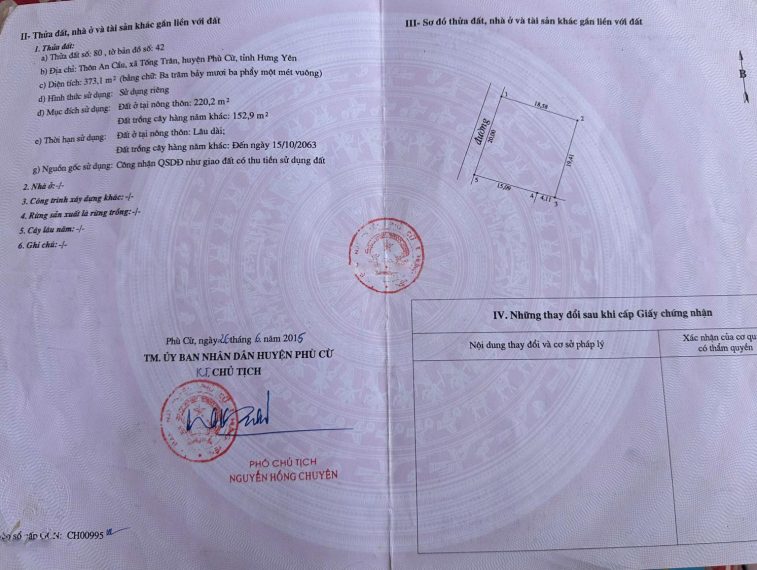 II- Thửa đất, nhà ở và tài sản khác gắn liền với đất
1. Thửa đất:
a) Thửa đất số: 80 , tờ bản đồ số: 42
b) Địa chỉ: Thôn An Cầu, xã Tống Trân, huyện Phù Cừ, tỉnh Hưng Yên
c) Diện tích: 373,1 m² (bằng chữ: Ba trăm bảy mươi ba phẩy một mét vuông)
d) Hình thức sử dụng: Sử dụng riêng
đ) Mục đích sử dụng: Đất ở tại nông thôn: 220,2 m²
Đất trồng cây hàng năm khác: 152,9 m²
e) Thời hạn sử dụng: Đất ở tại nông thôn: Lâu dài;
Đất trồng cây hàng năm khác: Đến ngày 15/10/2063
g) Nguồn gốc sử dụng: Công nhận QSDĐ như giao đất có thu tiền sử dụng đất
2. Nhà ở: -/-
3. Công trình xây dựng khác: -/-
4. Rừng sản xuất là rừng trồng: -/-
5. Cây lâu năm: -/-
6. Ghi chú: -/-
Phù Cừ, ngày 26 tháng 6 năm 2015
TM. ỦY BAN NHÂN DÂN HUYỆN PHÙ CỪ
KT. CHỦ TỊCH
PHÓ CHỦ TỊCH
NGUYỄN HỒNG CHUYÊN
số cấp GCN: CH00995
III- Sơ đồ thửa đất, nhà ở và tài sản khác gắn liền với đất
B
1
18,58
2
đường
20,00
19,41
5
15,09
4
4,11
3
IV. Những thay đổi sau khi cấp Giấy chứng nhận
Nội dung thay đổi và cơ sở pháp lý
Xác nhận của cơ qu
có thẩm quyền